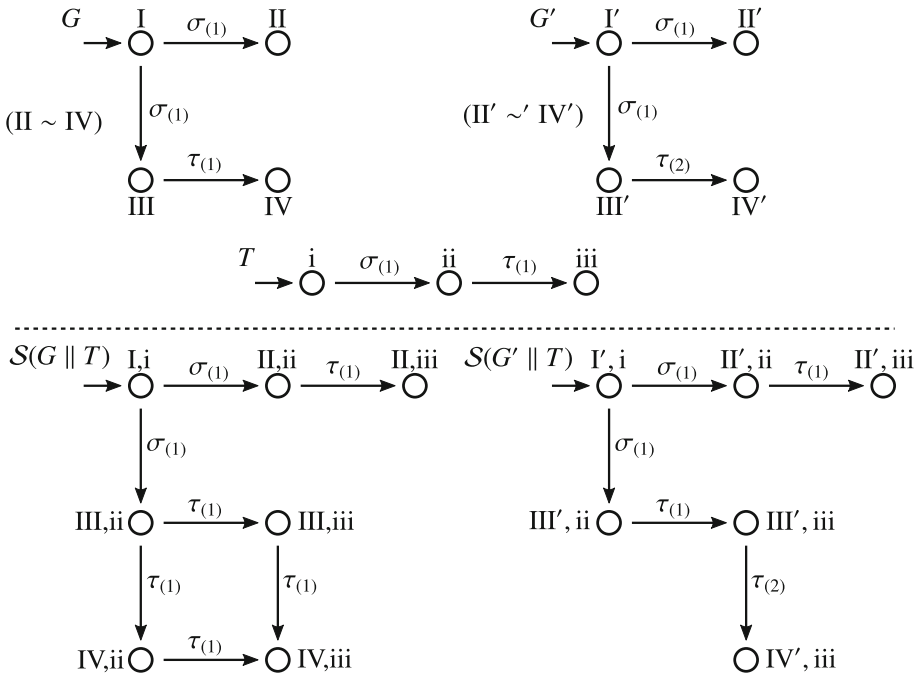 G I σ(1) II
(II ∼ IV) σ(1)
τ(1)
III IV
G′ I′ σ(1) II′
(II′ ∼′ IV′) σ(1)
τ(2)
III′ IV′
T i σ(1) ii τ(1) iii
𝒮(G ∥ T) I,i σ(1) II,ii τ(1) II,iii
σ(1)
III,ii τ(1) III,iii
τ(1) τ(1)
IV,ii τ(1) IV,iii
𝒮(G′ ∥ T) I′, i σ(1) II′, ii τ(1) II′, iii
σ(1)
III′, ii τ(1) III′, iii
τ(2)
IV′, iii